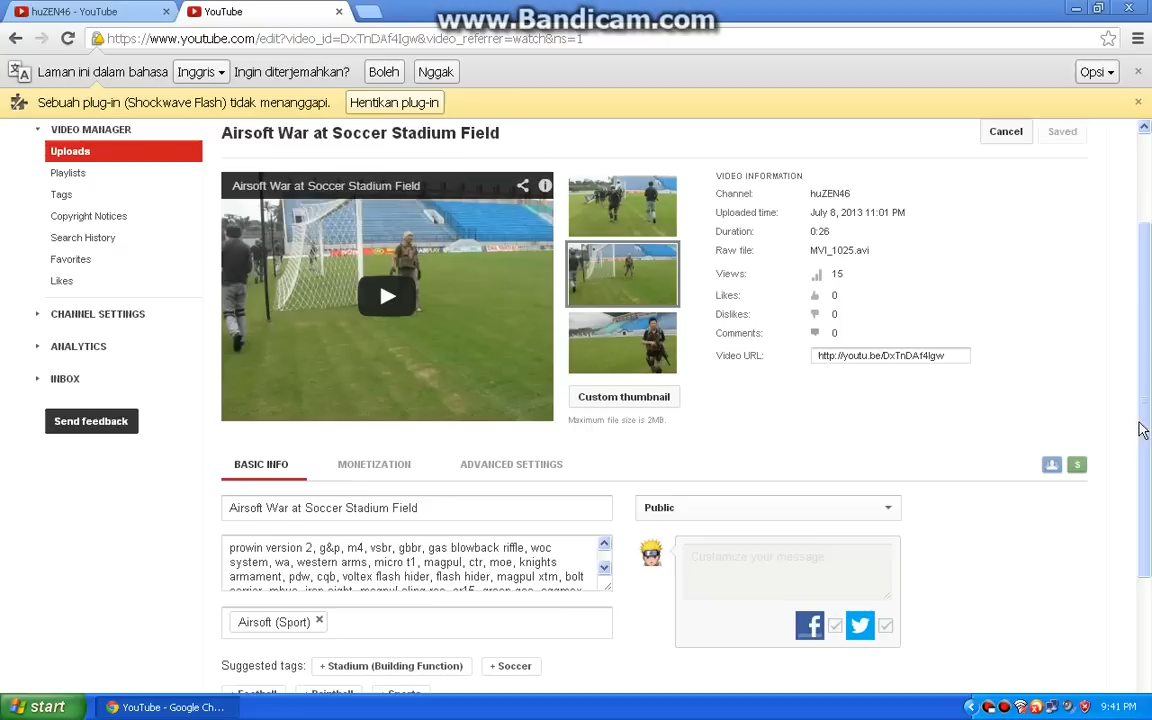 www.Bandicam.com
huZEN46 - YouTube
YouTube
https://www.youtube.com/edit?video_id=DxTnDAf4Igw&video_referrer=watch&ns=1
Laman ini dalam bahasa Inggris Ingin diterjemahkan? Boleh Nggak Opsi
Sebuah plug-in (Shockwave Flash) tidak menanggapi. Hentikan plug-in
VIDEO MANAGER
Uploads
Playlists
Tags
Copyright Notices
Search History
Favorites
Likes
CHANNEL SETTINGS
ANALYTICS
INBOX
Send feedback
Airsoft War at Soccer Stadium Field
Cancel
Saved
Airsoft War at Soccer Stadium Field
Custom thumbnail
Maximum file size is 2MB.
VIDEO INFORMATION
Channel: huZEN46
Uploaded time: July 8, 2013 11:01 PM
Duration: 0:26
Raw file: MVI_1025.avi
Views: 15
Likes: 0
Dislikes: 0
Comments: 0
Video URL: http://youtu.be/DxTnDAf4Igw
BASIC INFO
MONETIZATION
ADVANCED SETTINGS
$
Airsoft War at Soccer Stadium Field
Public
prowin version 2, g&p, m4, vsbr, gbbr, gas blowback riffle, woc
system, wa, western arms, micro t1, magpul, ctr, moe, knights
armament, pdw, cqb, voltex flash hider, flash hider, magpul xtm, bolt
Customize your message
Airsoft (Sport)
Suggested tags: + Stadium (Building Function) + Soccer
+ Football + Paintball + Sports
start
YouTube - Google Ch...
9:41 PM